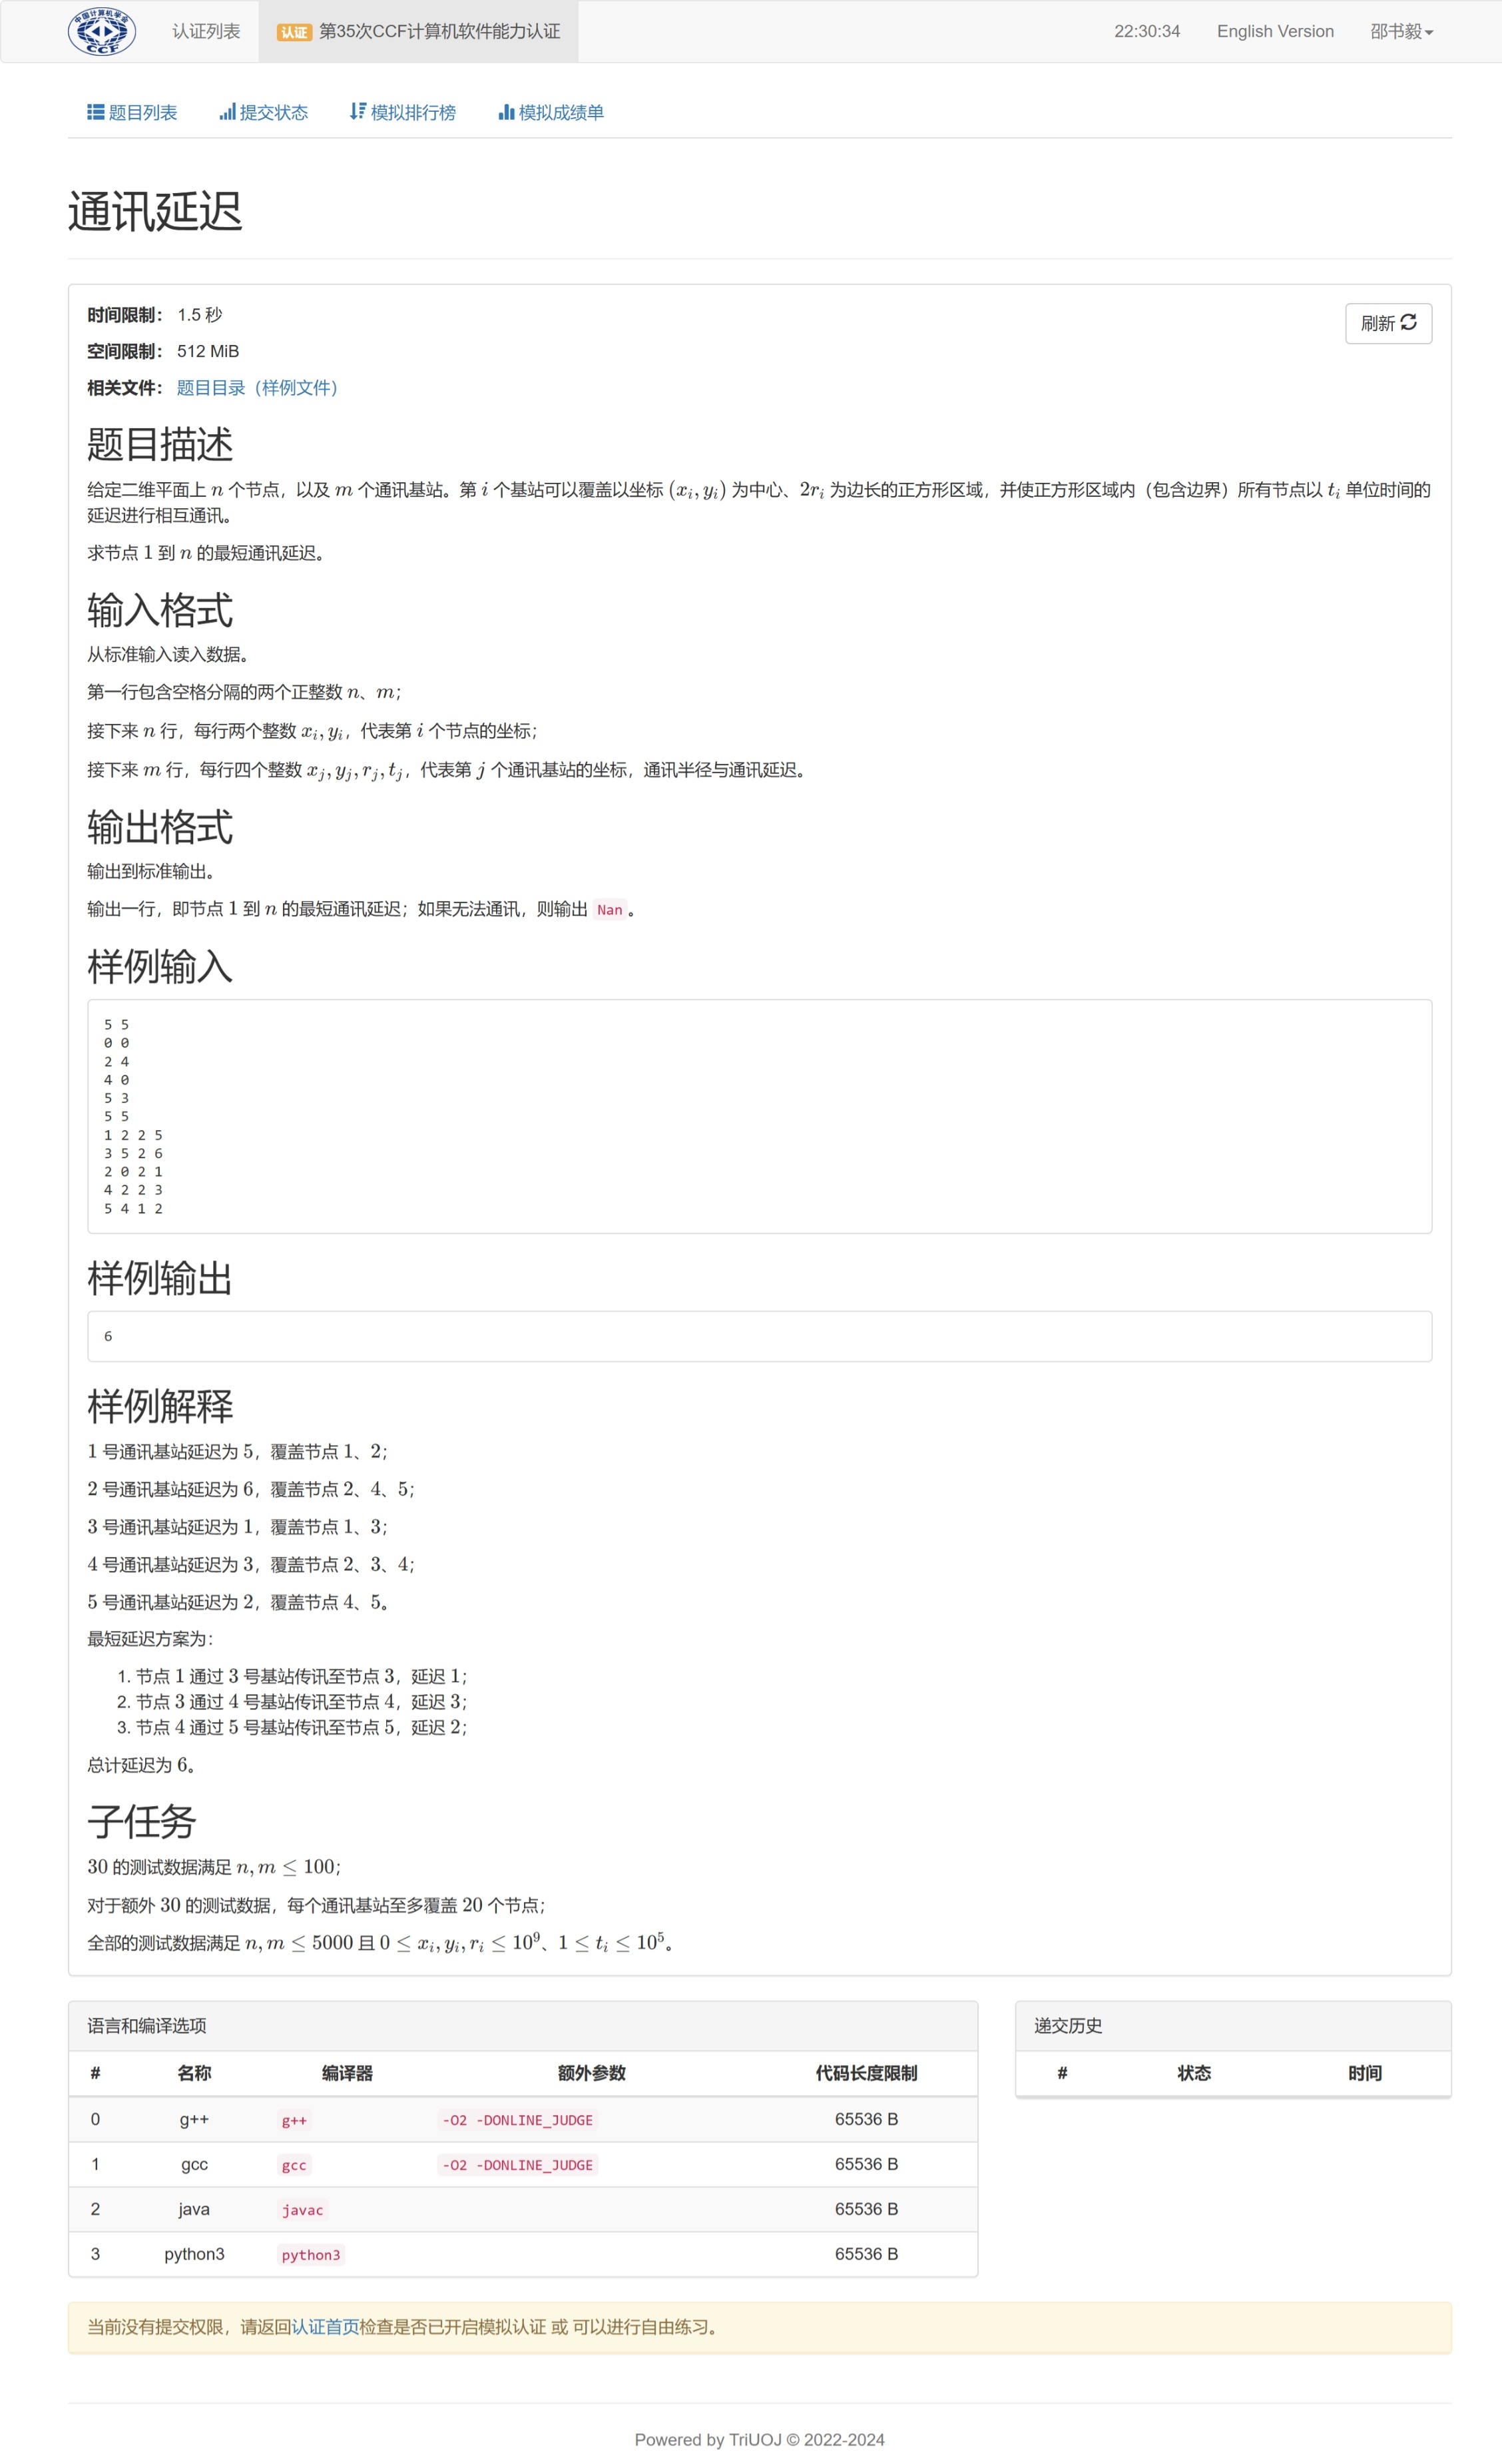 中国计算机学会
CCF
认证列表
认证 第35次CCF计算机软件能力认证
22:30:34
English Version
邵书毅
题目列表
提交状态
模拟排行榜
模拟成绩单
通讯延迟
时间限制: 1.5 秒
刷新
空间限制: 512 MiB
相关文件: 题目目录（样例文件）
题目描述
给定二维平面上 n 个节点，以及 m 个通讯基站。第 i 个基站可以覆盖以坐标 (xᵢ, yᵢ) 为中心、2rᵢ 为边长的正方形区域，并使正方形区域内（包含边界）所有节点以 tᵢ 单位时间的
延迟进行相互通讯。
求节点 1 到 n 的最短通讯延迟。
输入格式
从标准输入读入数据。
第一行包含空格分隔的两个正整数 n、m；
接下来 n 行，每行两个整数 xᵢ, yᵢ，代表第 i 个节点的坐标；
接下来 m 行，每行四个整数 xⱼ, yⱼ, rⱼ, tⱼ，代表第 j 个通讯基站的坐标，通讯半径与通讯延迟。
输出格式
输出到标准输出。
输出一行，即节点 1 到 n 的最短通讯延迟；如果无法通讯，则输出 Nan 。
样例输入
5 5
0 0
2 4
4 0
5 3
5 5
1 2 2 5
3 5 2 6
2 0 2 1
4 2 2 3
5 4 1 2
样例输出
6
样例解释
1 号通讯基站延迟为 5，覆盖节点 1、2；
2 号通讯基站延迟为 6，覆盖节点 2、4、5；
3 号通讯基站延迟为 1，覆盖节点 1、3；
4 号通讯基站延迟为 3，覆盖节点 2、3、4；
5 号通讯基站延迟为 2，覆盖节点 4、5。
最短延迟方案为：
1. 节点 1 通过 3 号基站传讯至节点 3，延迟 1；
2. 节点 3 通过 4 号基站传讯至节点 4，延迟 3；
3. 节点 4 通过 5 号基站传讯至节点 5，延迟 2；
总计延迟为 6。
子任务
30 的测试数据满足 n, m ≤ 100；
对于额外 30 的测试数据，每个通讯基站至多覆盖 20 个节点；
全部的测试数据满足 n, m ≤ 5000 且 0 ≤ xᵢ, yᵢ, rᵢ ≤ 10⁹、1 ≤ tᵢ ≤ 10⁵。
语言和编译选项
# 名称 编译器 额外参数 代码长度限制
0 g++ g++ -O2 -DONLINE_JUDGE 65536 B
1 gcc gcc -O2 -DONLINE_JUDGE 65536 B
2 java javac 65536 B
3 python3 python3 65536 B
递交历史
# 状态 时间
当前没有提交权限，请返回认证首页检查是否已开启模拟认证 或 可以进行自由练习。
Powered by TriUOJ © 2022-2024